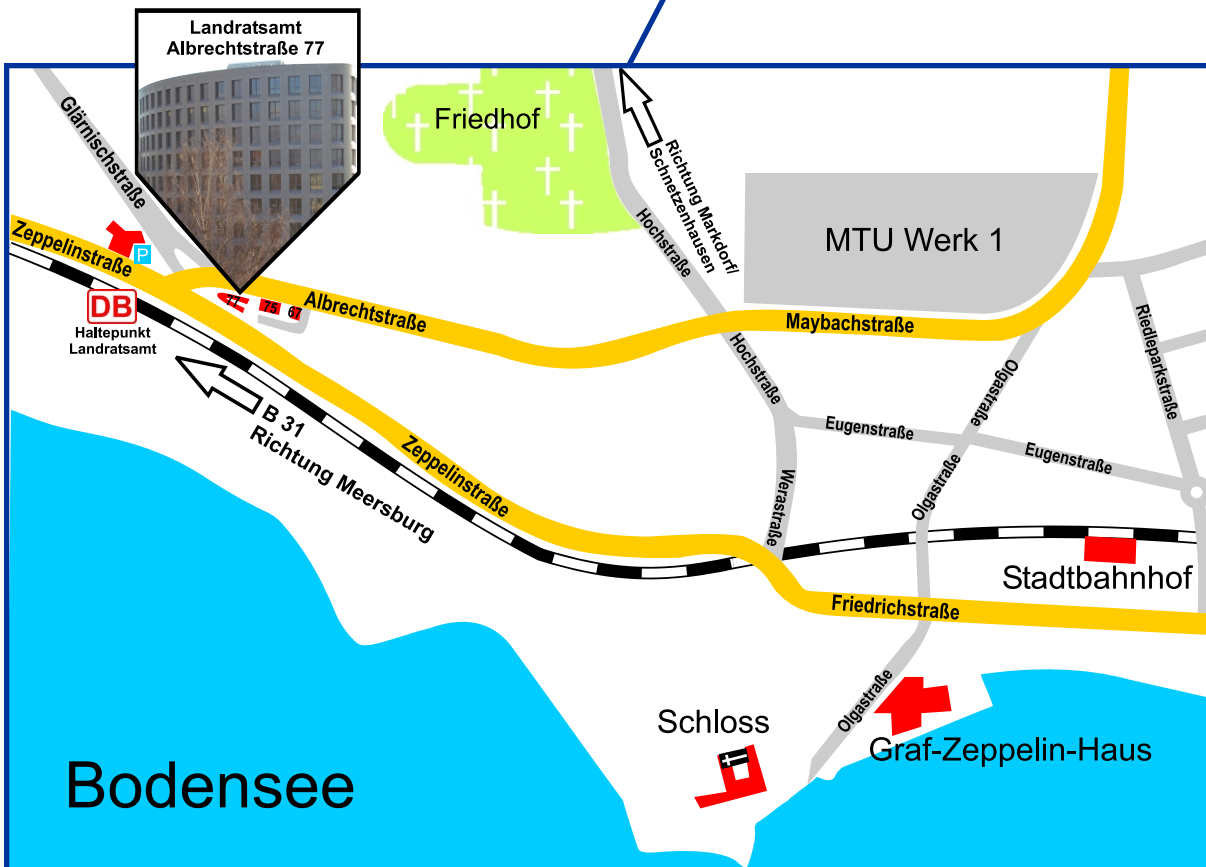 Landratsamt
Albrechtstraße 77
Glärnischstraße
Friedhof
Richtung Markdorf/
Schnetzenhausen
Hochstraße
MTU Werk 1
Zeppelinstraße
P
DB
Haltepunkt
Landratsamt
77
75
67
Albrechtstraße
Maybachstraße
Hochstraße
Riedleparkstraße
Olgastraße
B 31
Richtung Meersburg
Zeppelinstraße
Eugenstraße
Eugenstraße
Olgastraße
Werastraße
Stadtbahnhof
Friedrichstraße
Olgastraße
Schloss
Graf-Zeppelin-Haus
Bodensee